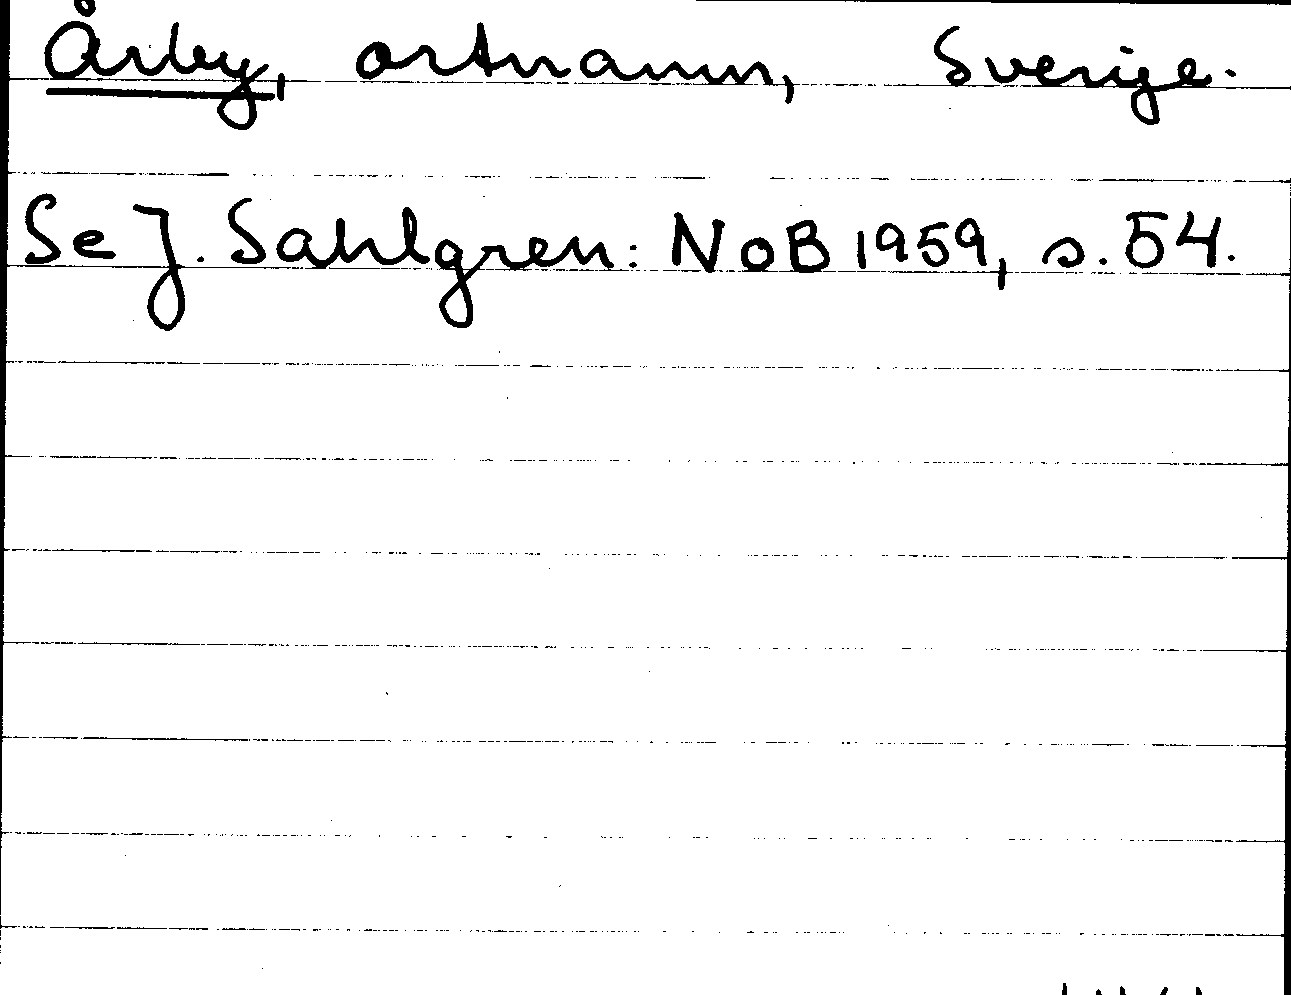 Årby, ortnamn, Sverige.
Se J. Sahlgren: NoB 1959, s. 54.